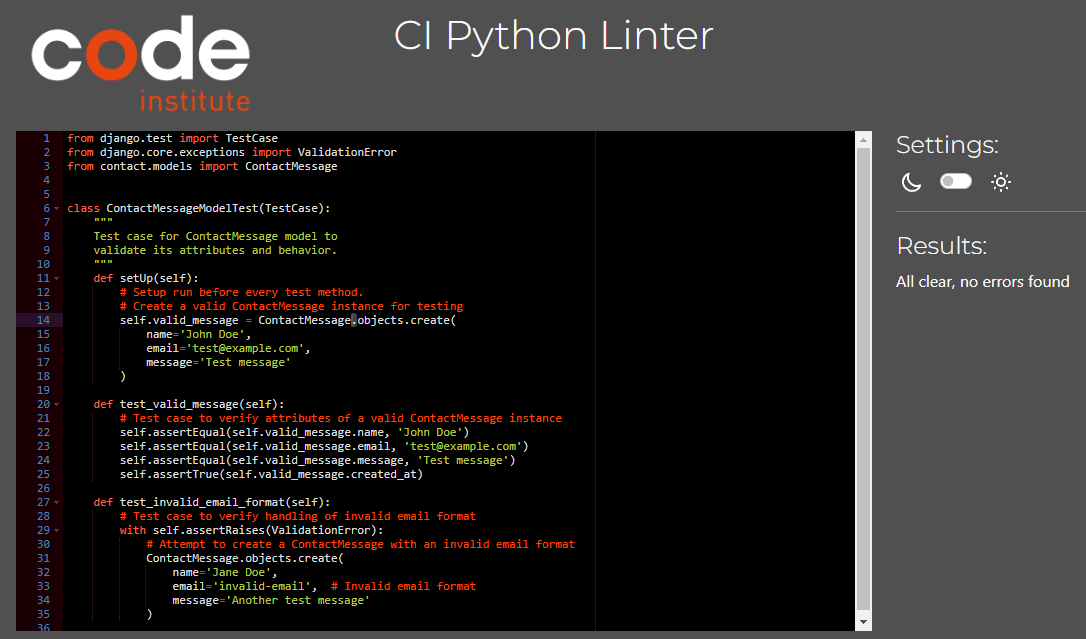 code
institute
CI Python Linter
1 from django.test import TestCase
2 from django.core.exceptions import ValidationError
3 from contact.models import ContactMessage
4
5
6 class ContactMessageModelTest(TestCase):
7     """
8     Test case for ContactMessage model to
9     validate its attributes and behavior.
10     """
11     def setUp(self):
12         # Setup run before every test method.
13         # Create a valid ContactMessage instance for testing
14         self.valid_message = ContactMessage.objects.create(
15             name='John Doe',
16             email='test@example.com',
17             message='Test message'
18         )
19
20     def test_valid_message(self):
21         # Test case to verify attributes of a valid ContactMessage instance
22         self.assertEqual(self.valid_message.name, 'John Doe')
23         self.assertEqual(self.valid_message.email, 'test@example.com')
24         self.assertEqual(self.valid_message.message, 'Test message')
25         self.assertTrue(self.valid_message.created_at)
26
27     def test_invalid_email_format(self):
28         # Test case to verify handling of invalid email format
29         with self.assertRaises(ValidationError):
30             # Attempt to create a ContactMessage with an invalid email format
31             ContactMessage.objects.create(
32                 name='Jane Doe',
33                 email='invalid-email',  # Invalid email format
34                 message='Another test message'
35             )
36
Settings:
Results:
All clear, no errors found